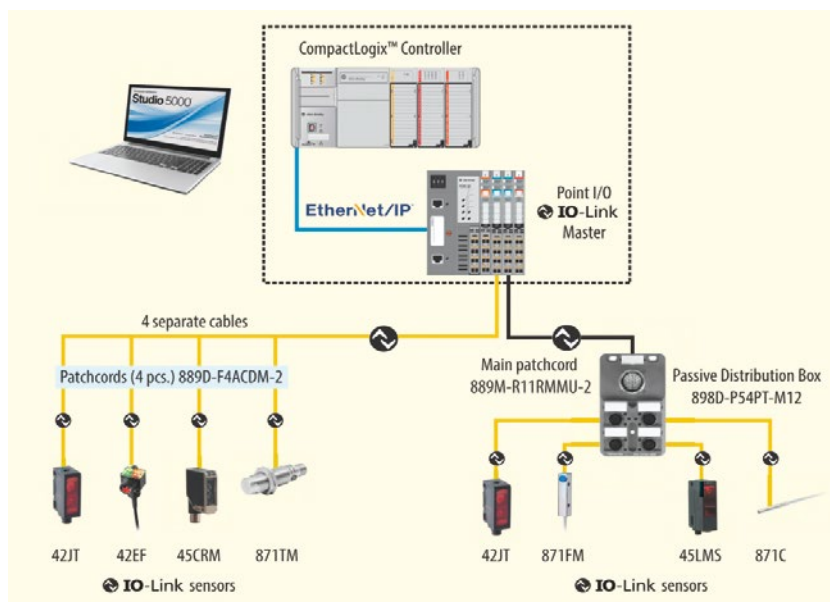 CompactLogix™ Controller
Studio 5000
EtherNet/IP
Point I/O
IO-Link
Master
4 separate cables
Patchcords (4 pcs.) 889D-F4ACDM-2
Main patchcord
889M-R11RMMU-2
Passive Distribution Box
898D-P54PT-M12
42JT
42EF
45CRM
871TM
42JT
871FM
45LMS
871C
IO-Link sensors
IO-Link sensors